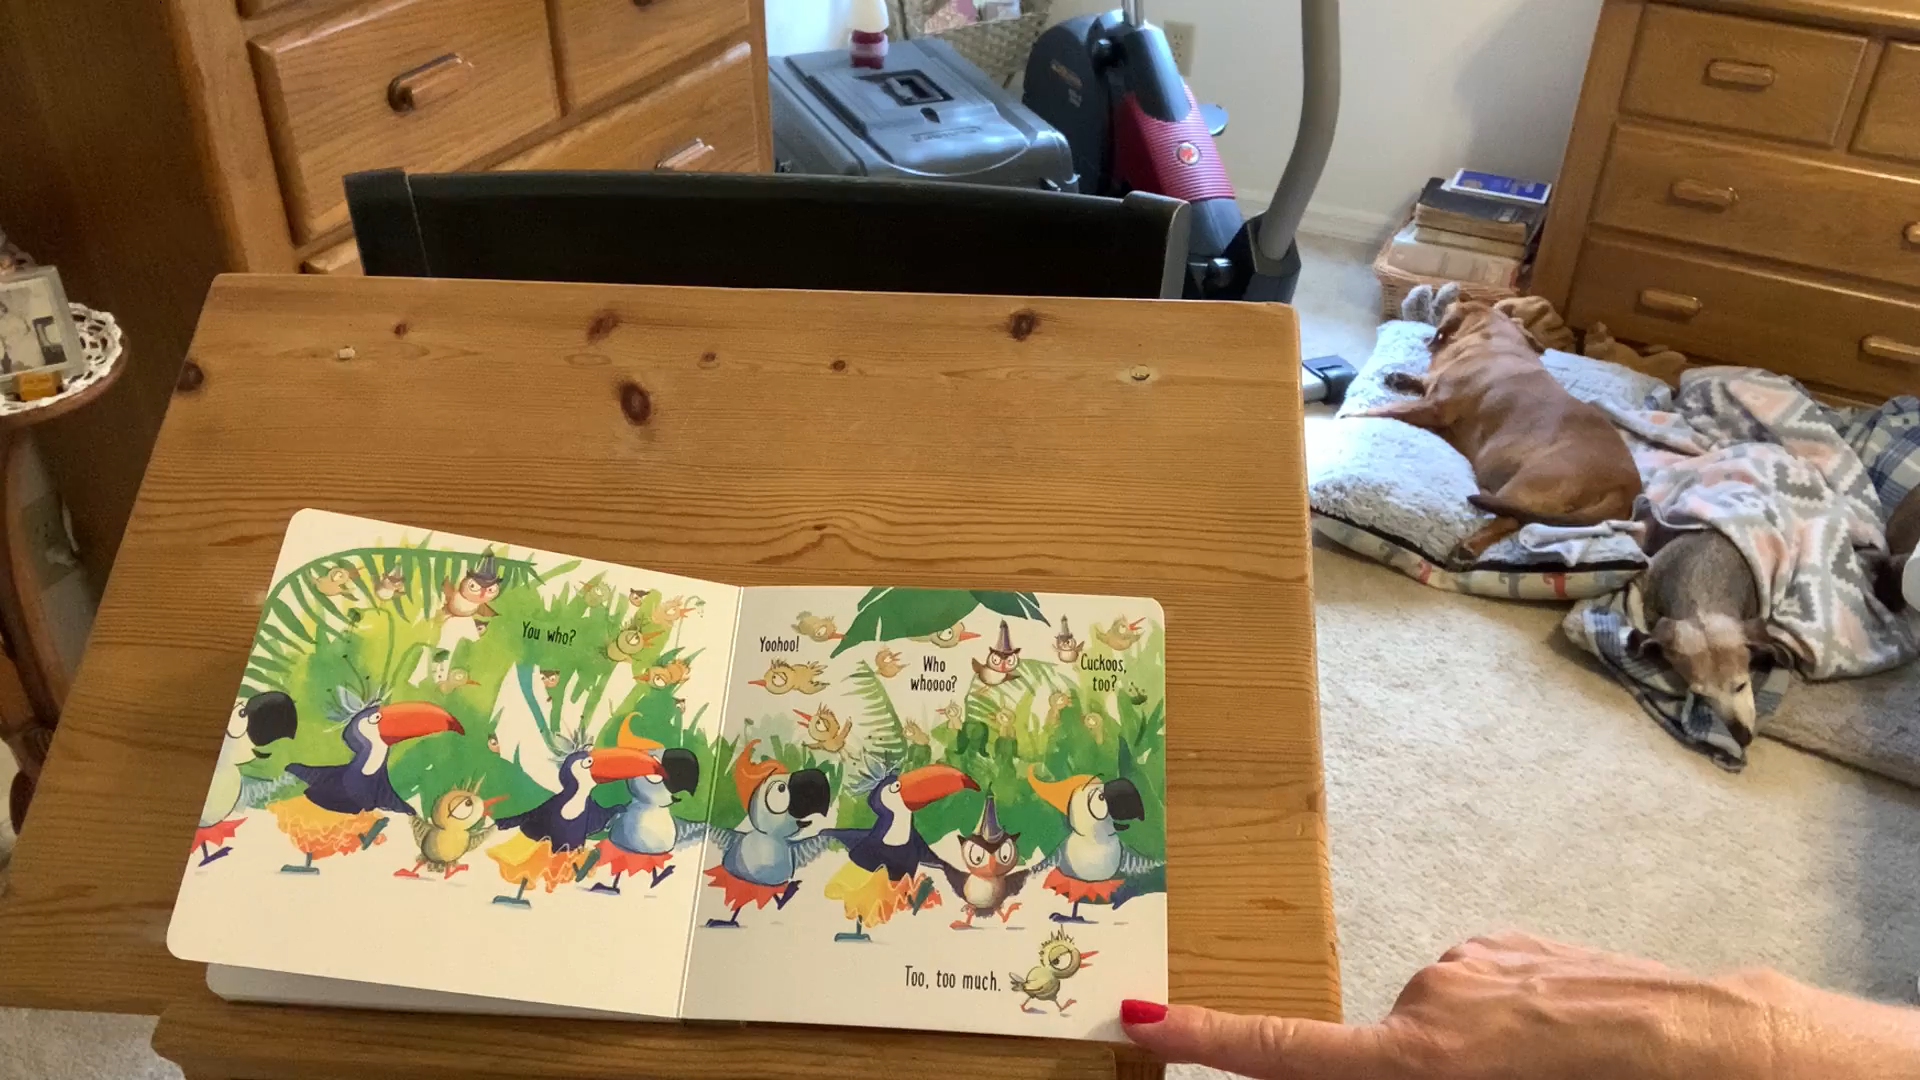 You who?
Yoohoo!
Who
whoooo?
Cuckoos,
too?
Too, too much.